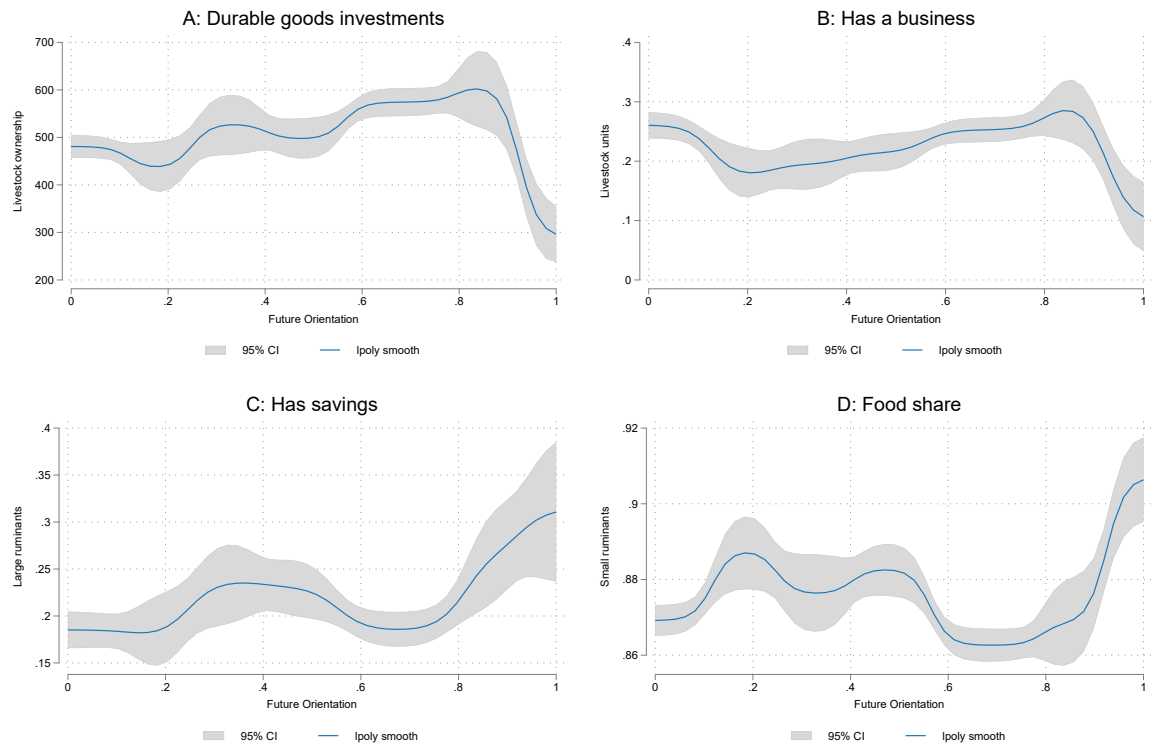 A: Durable goods investments
700
600
500
400
300
200
Livestock ownership
0 .2 .4 .6 .8 1
Future Orientation
95% CI lpoly smooth
B: Has a business
.4
.3
.2
.1
0
Livestock units
0 .2 .4 .6 .8 1
Future Orientation
95% CI lpoly smooth
C: Has savings
.4
.35
.3
.25
.2
.15
Large ruminants
0 .2 .4 .6 .8 1
Future Orientation
95% CI lpoly smooth
D: Food share
.92
.9
.88
.86
Small ruminants
0 .2 .4 .6 .8 1
Future Orientation
95% CI lpoly smooth